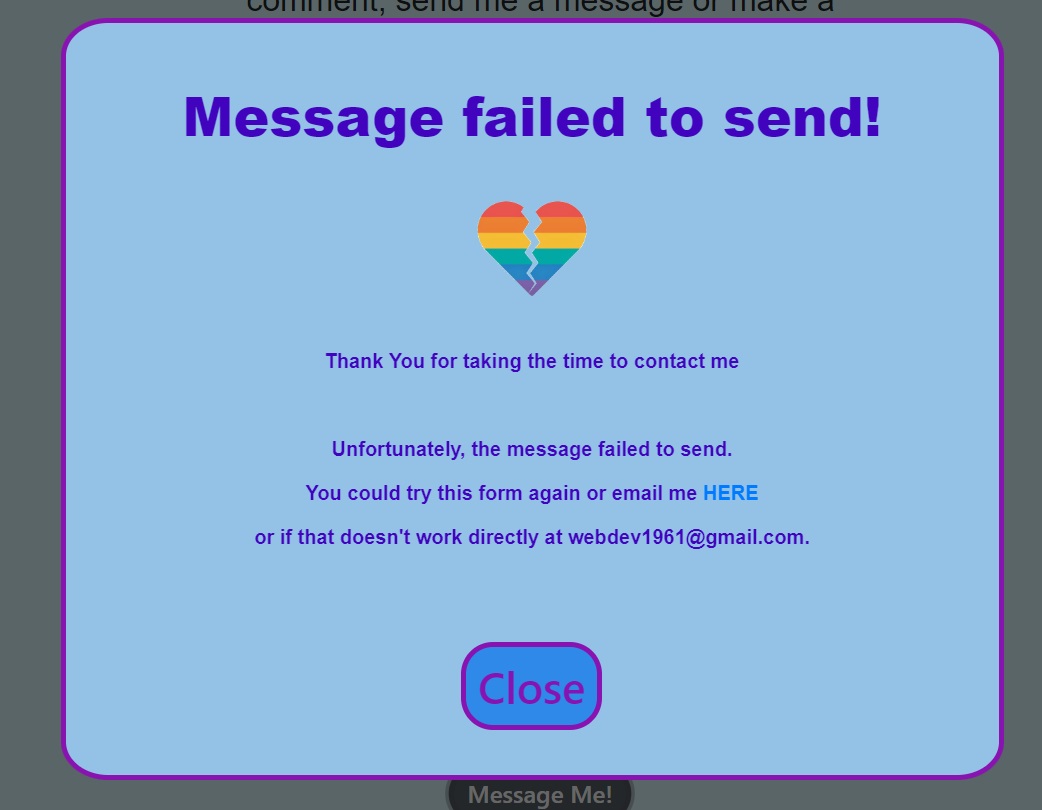 comment, send me a message or make a
Message failed to send!
Thank You for taking the time to contact me
Unfortunately, the message failed to send.
You could try this form again or email me HERE
or if that doesn't work directly at webdev1961@gmail.com.
Close
Message Me!